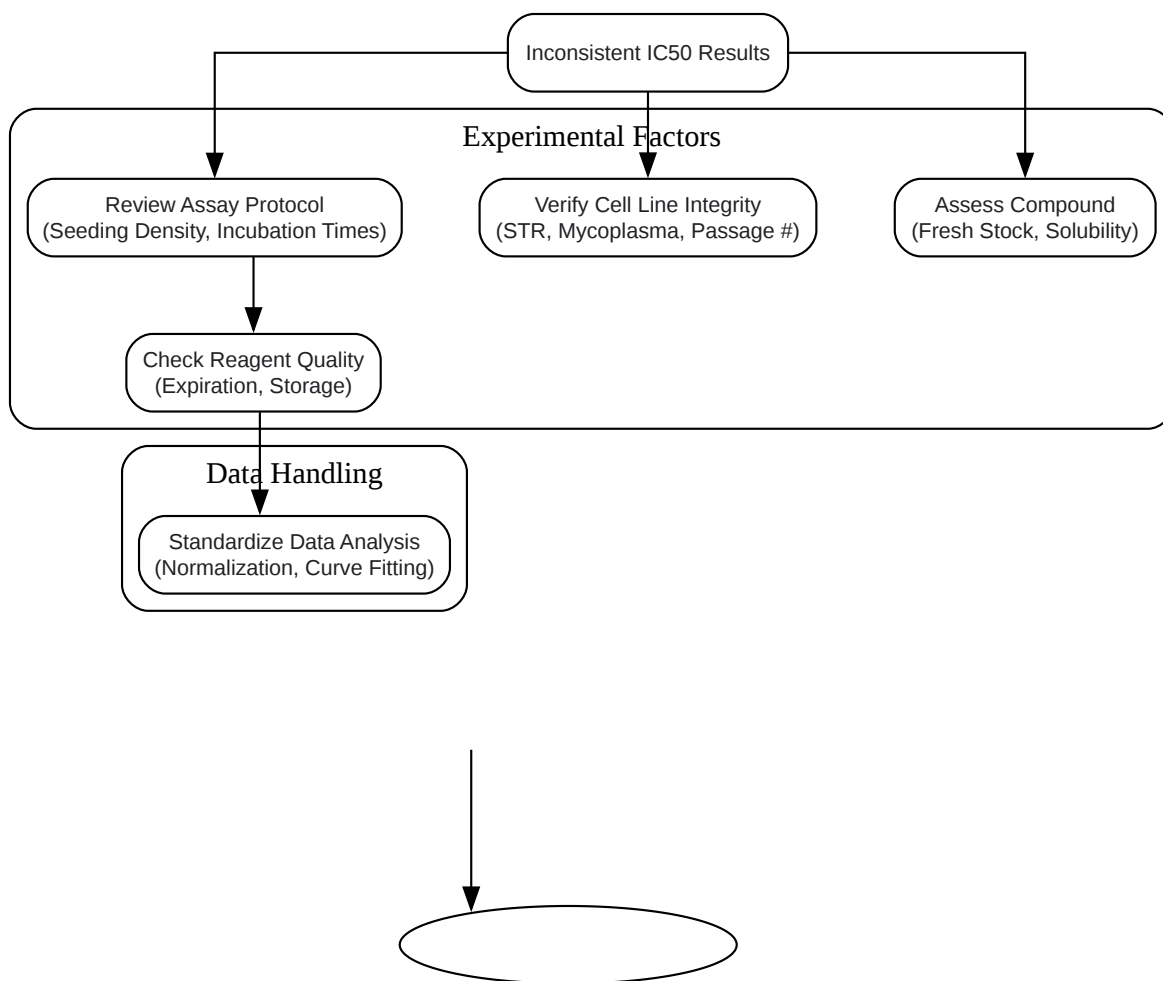 Inconsistent IC50 Results
Experimental Factors
Review Assay Protocol
(Seeding Density, Incubation Times)
Verify Cell Line Integrity
(STR, Mycoplasma, Passage #)
Assess Compound
(Fresh Stock, Solubility)
Check Reagent Quality
(Expiration, Storage)
Data Handling
Standardize Data Analysis
(Normalization, Curve Fitting)